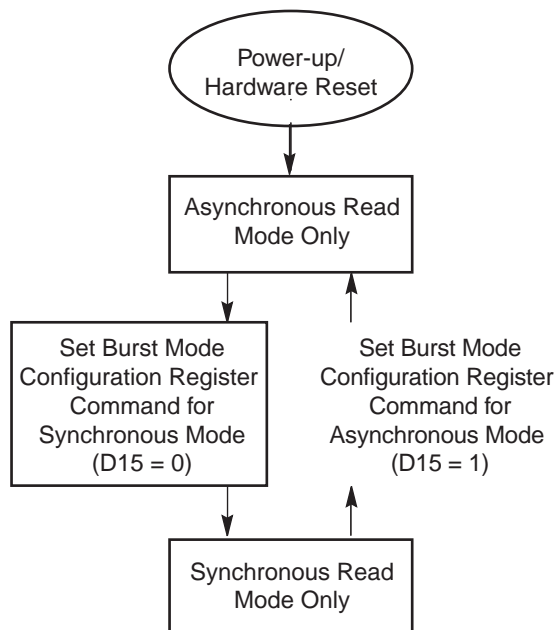 Power-up/
Hardware Reset
Asynchronous Read
Mode Only
Set Burst Mode
Configuration Register
Command for
Synchronous Mode
(D15 = 0)
Set Burst Mode
Configuration Register
Command for
Asynchronous Mode
(D15 = 1)
Synchronous Read
Mode Only